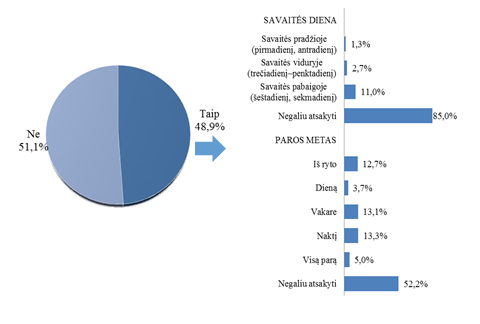 Ne
51,1%
Taip
48,9%
SAVAITĖS DIENA
Savaitės pradžioje
(pirmadienį, antradienį)
1,3%
Savaitės viduryje
(trečiadienį–penktadienį)
2,7%
Savaitės pabaigoje
(šeštadienį, sekmadienį)
11,0%
Negaliu atsakyti
85,0%
PAROS METAS
Iš ryto
12,7%
Dieną
3,7%
Vakare
13,1%
Naktį
13,3%
Visą parą
5,0%
Negaliu atsakyti
52,2%